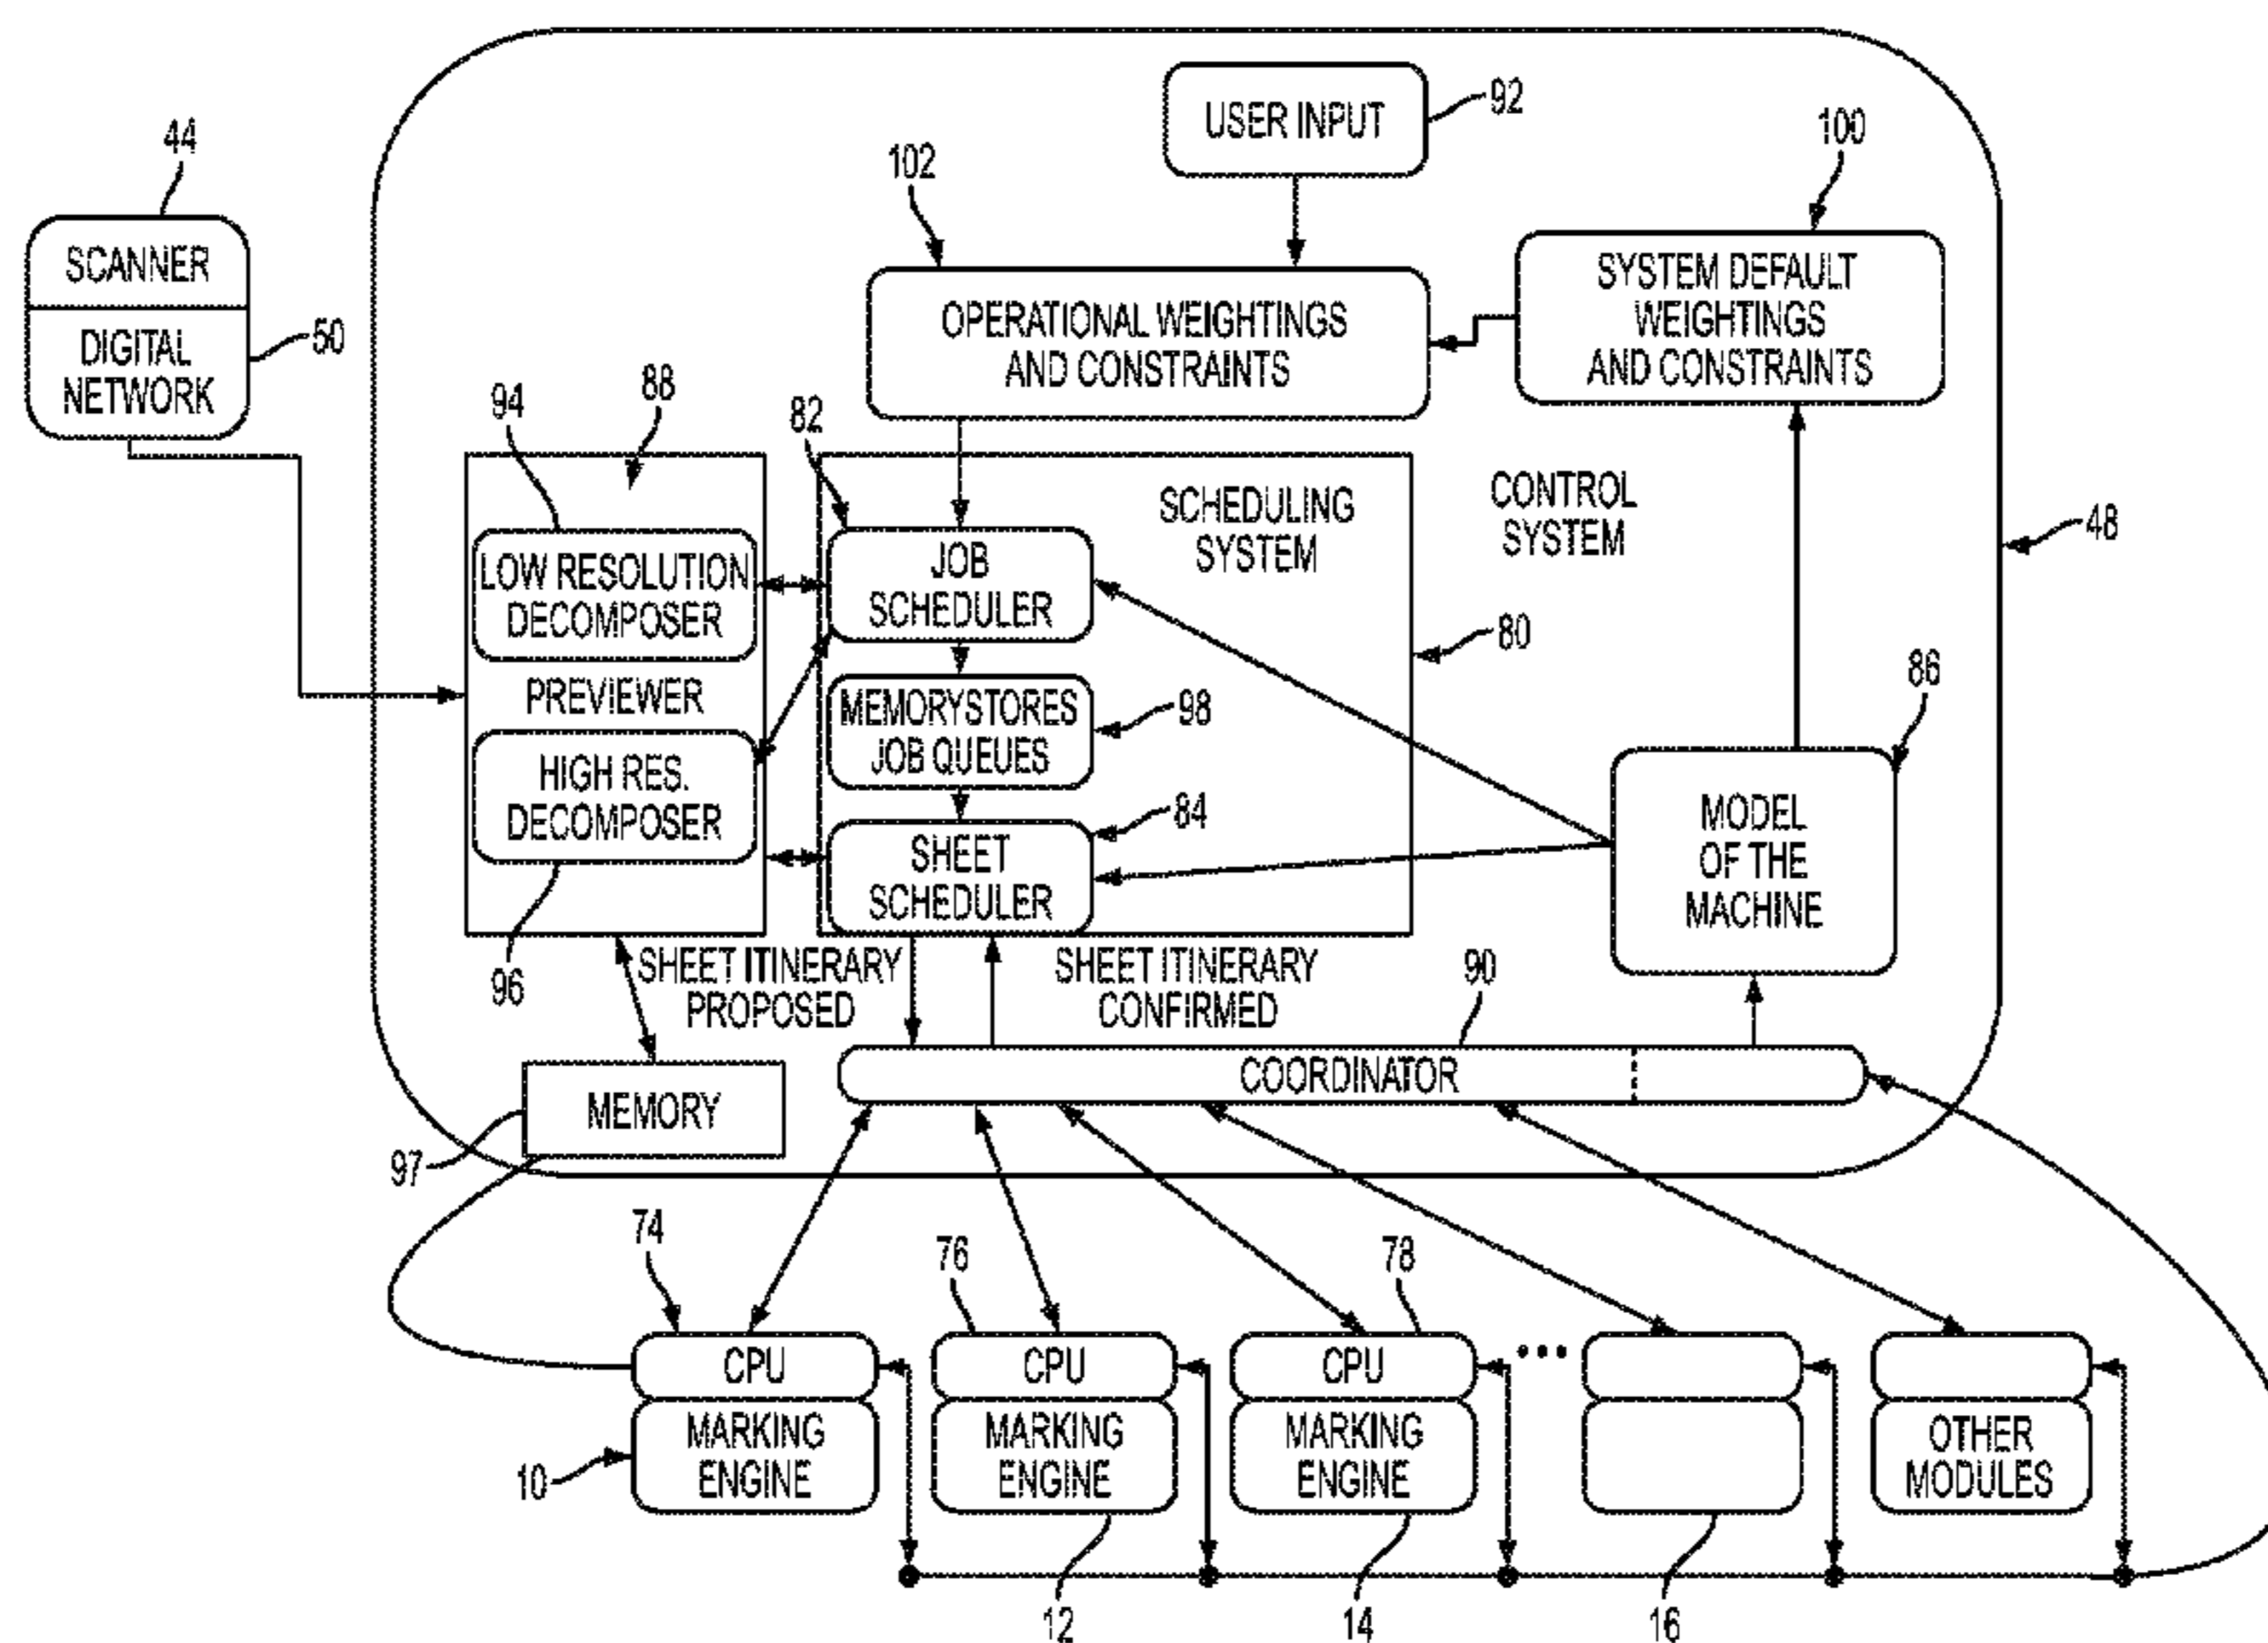 USER INPUT
92
44
102
100
SCANNER
DIGITAL
NETWORK
50
OPERATIONAL WEIGHTINGS
AND CONSTRAINTS
SYSTEM DEFAULT
WEIGHTINGS
AND CONSTRAINTS
94
88
82
LOW RESOLUTION
DECOMPOSER
PREVIEWER
HIGH RES.
DECOMPOSER
96
SCHEDULING
SYSTEM
JOB
SCHEDULER
MEMORYSTORES
JOB QUEUES
98
SHEET
SCHEDULER
84
80
CONTROL
SYSTEM
48
86
MODEL
OF THE
MACHINE
SHEET ITINERARY
PROPOSED
SHEET ITINERARY
CONFIRMED
90
COORDINATOR
MEMORY
97
74
76
78
CPU
CPU
CPU
•••
MARKING
ENGINE
MARKING
ENGINE
MARKING
ENGINE
OTHER
MODULES
10
12
14
16